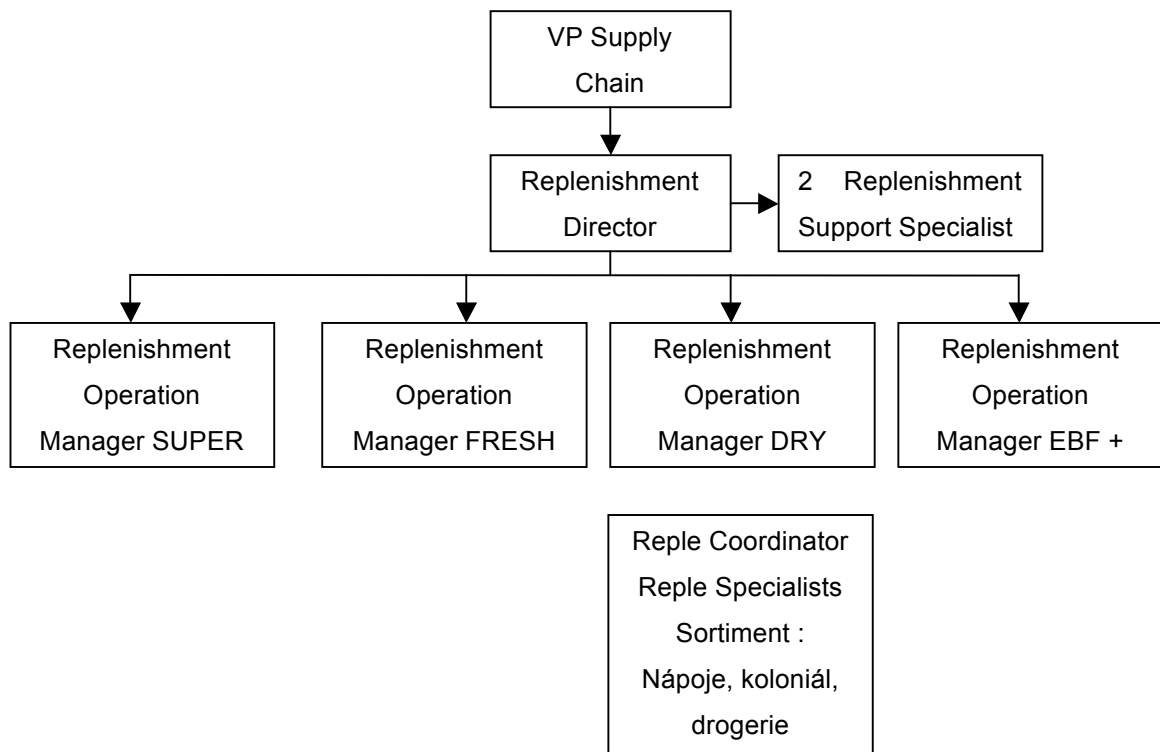 VP Supply
Chain
Replenishment
Director
2 Replenishment
Support Specialist
Replenishment
Operation
Manager SUPER
Replenishment
Operation
Manager FRESH
Replenishment
Operation
Manager DRY
Replenishment
Operation
Manager EBF +
Reple Coordinator
Reple Specialists
Sortiment :
Nápoje, koloniál,
drogerie